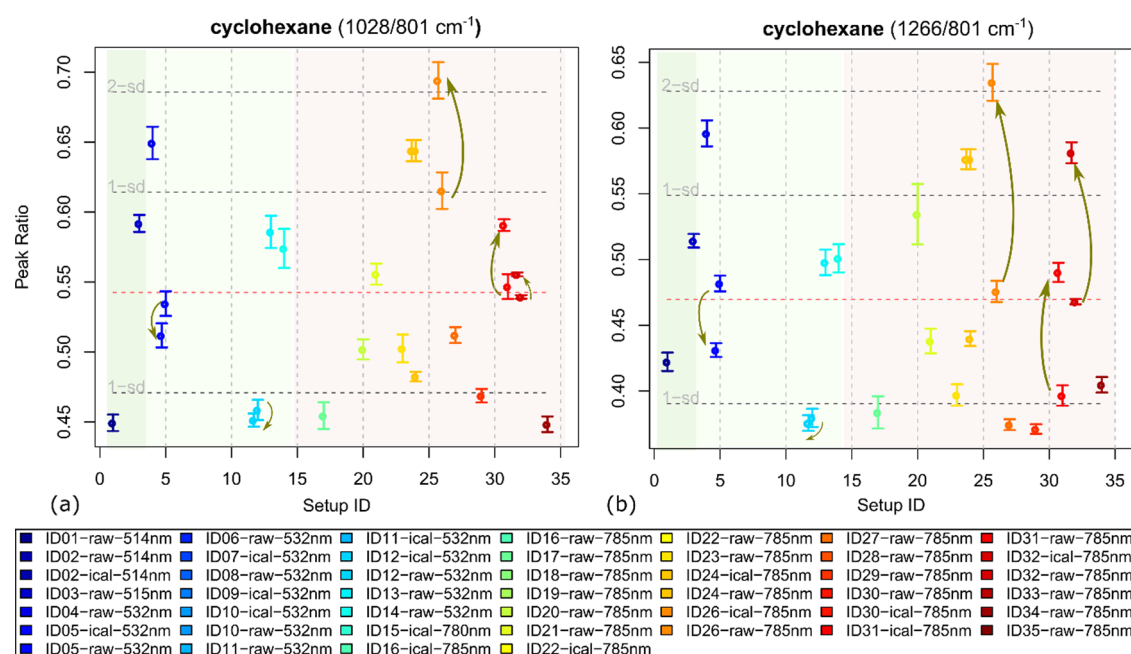 cyclohexane (1028/801 cm⁻¹)
cyclohexane (1266/801 cm⁻¹)
Peak Ratio
0.70
0.65
0.60
0.55
0.50
0.45
2-sd
1-sd
1-sd
0 5 10 15 20 25 30 35
(a) Setup ID
0.65
0.60
0.55
0.50
0.45
0.40
2-sd
1-sd
1-sd
0 5 10 15 20 25 30 35
(b) Setup ID
ID01-raw-514nm ID06-raw-532nm ID11-ical-532nm ID16-raw-785nm ID22-raw-785nm ID27-raw-785nm ID31-raw-785nm
ID02-raw-514nm ID07-ical-532nm ID12-ical-532nm ID17-raw-785nm ID23-raw-785nm ID28-raw-785nm ID32-ical-785nm
ID02-ical-514nm ID08-raw-532nm ID12-raw-532nm ID18-raw-785nm ID24-ical-785nm ID29-raw-785nm ID32-raw-785nm
ID03-raw-515nm ID09-ical-532nm ID13-raw-532nm ID19-raw-785nm ID24-raw-785nm ID30-raw-785nm ID33-raw-785nm
ID04-raw-532nm ID10-ical-532nm ID14-raw-532nm ID20-raw-785nm ID26-ical-785nm ID30-ical-785nm ID34-raw-785nm
ID05-ical-532nm ID10-raw-532nm ID15-ical-780nm ID21-raw-785nm ID26-raw-785nm ID31-ical-785nm ID35-raw-785nm
ID05-raw-532nm ID11-raw-532nm ID16-ical-785nm ID22-ical-785nm